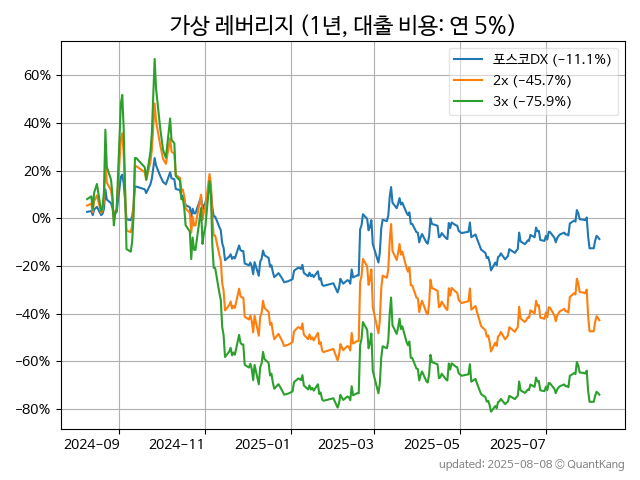 가상 레버리지 (1년, 대출 비용: 연 5%)
포스코DX (−11.1%)
2x (−45.7%)
3x (−75.9%)
60%
40%
20%
0%
−20%
−40%
−60%
−80%
2024-09
2024-11
2025-01
2025-03
2025-05
2025-07
updated: 2025-08-08 © QuantKang